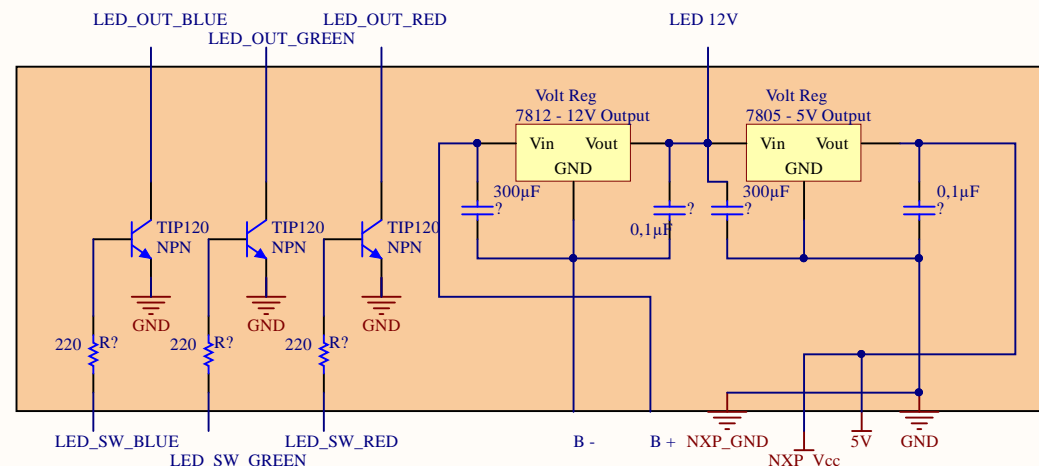 LED_OUT_BLUE
LED_OUT_RED
LED 12V
LED_OUT_GREEN
Volt Reg
7812 - 12V Output
Volt Reg
7805 - 5V Output
Vin
Vout
GND
Vin
Vout
GND
300µF
?
?
0,1µF
300µF
?
0,1µF
?
TIP120
NPN
TIP120
NPN
TIP120
NPN
GND
GND
GND
220
R?
220
R?
220
R?
LED_SW_BLUE
LED_SW_RED
LED_SW_GREEN
B -
B +
NXP_GND
NXP_Vcc
5V
GND